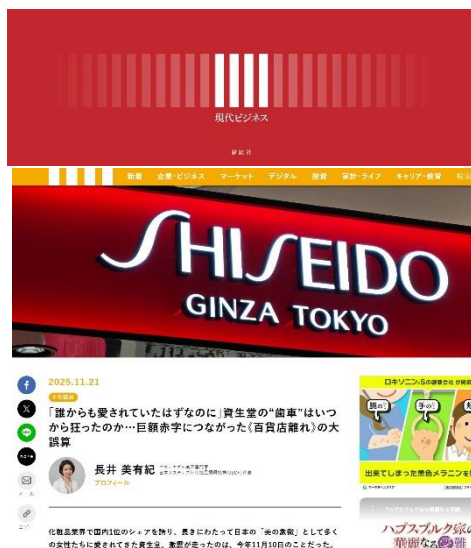 現代ビジネス
講談社
新着 企業・ビジネス マーケット デジタル 投資 家計・ライフ キャリア・教育
SHISEIDO
GINZA TOKYO
2025.11.21
「誰からも愛されていたはずなのに」資生堂の“歯車”はいつ
から狂ったのか…巨額赤字につながった《百貨店離れ》の大
誤算
長井 美有紀
プロフィール
化粧品業界で国内1位のシェアを誇り、長きにわたって日本の「美の象徴」として多く
の女性たちに愛されてきた資生堂。激震が走ったのは、今年11月10日のことだった。
ロキソニンSの
腕の
手の
出来てしまった黒色メラニンを
ハプスブルク家の
華麗なる